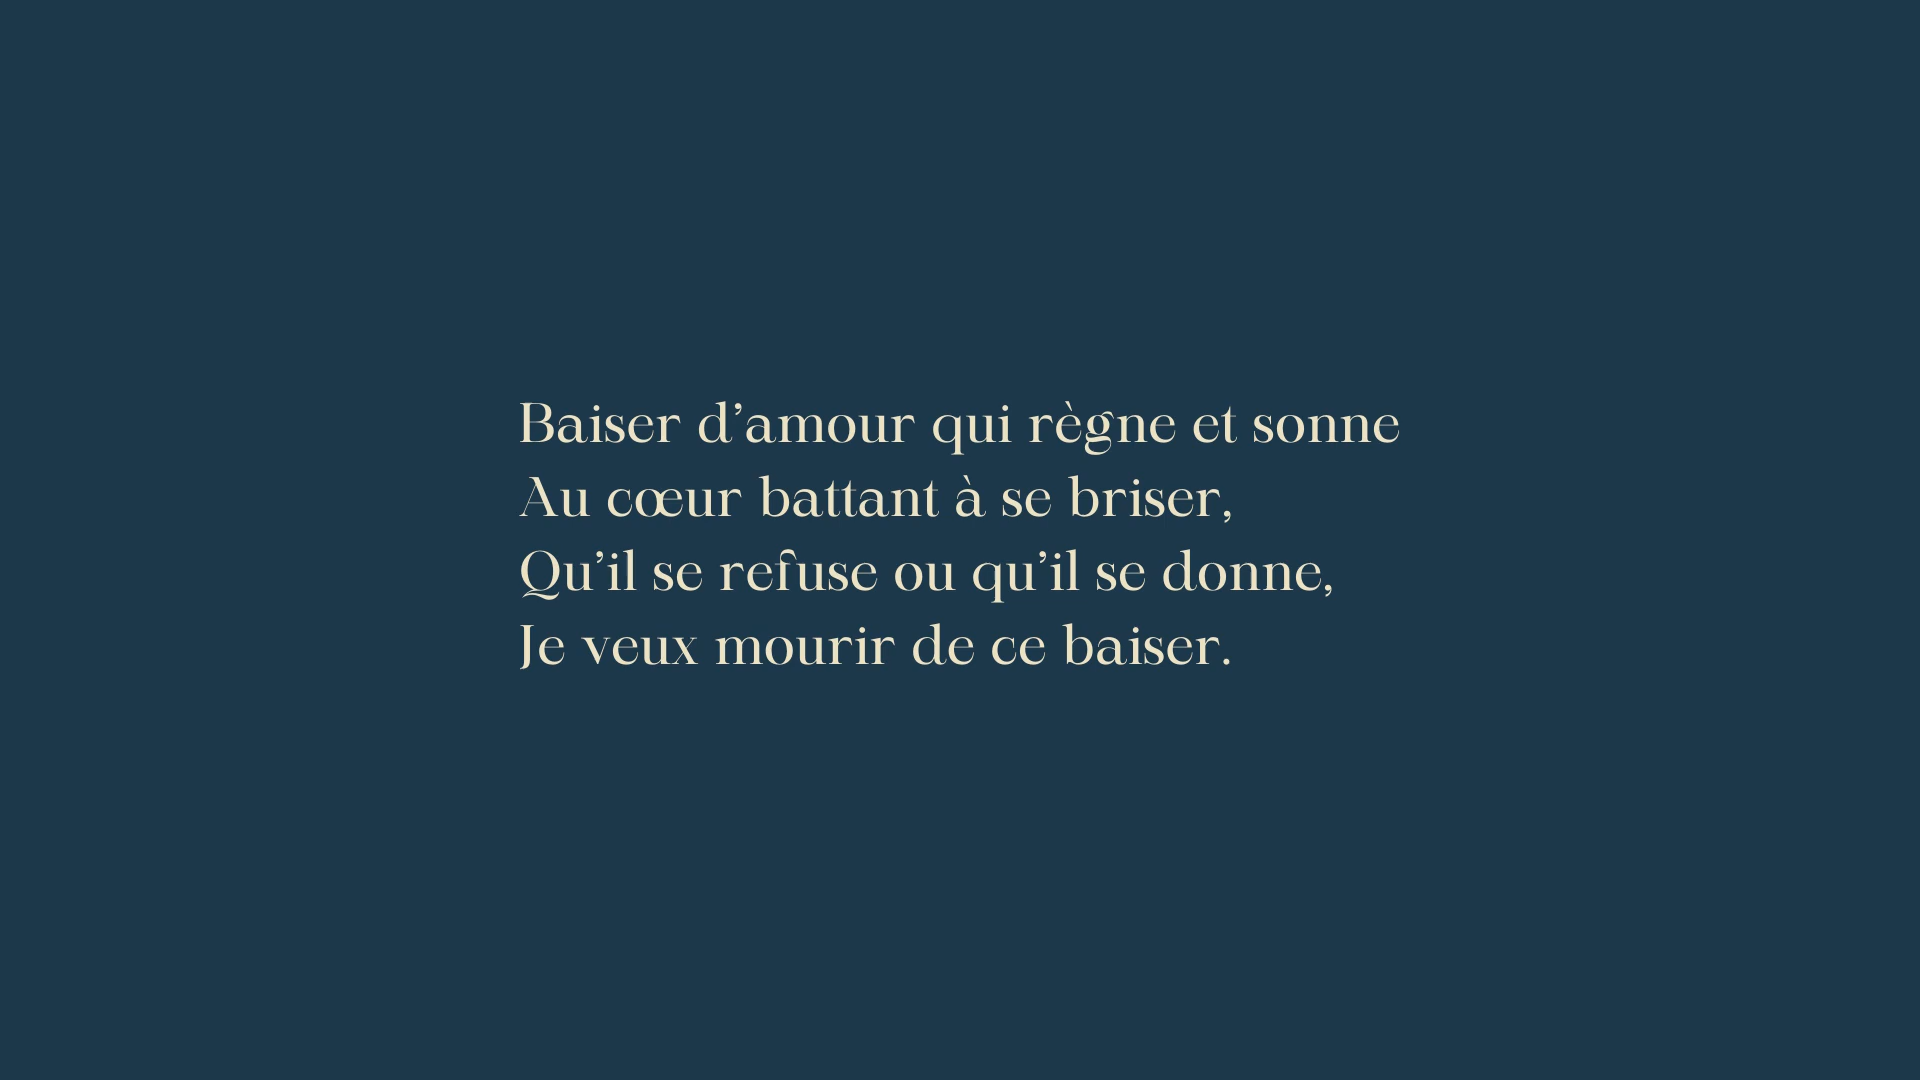 Baiser d’amour qui règne et sonne
Au cœur battant à se briser,
Qu’il se refuse ou qu’il se donne,
Je veux mourir de ce baiser.